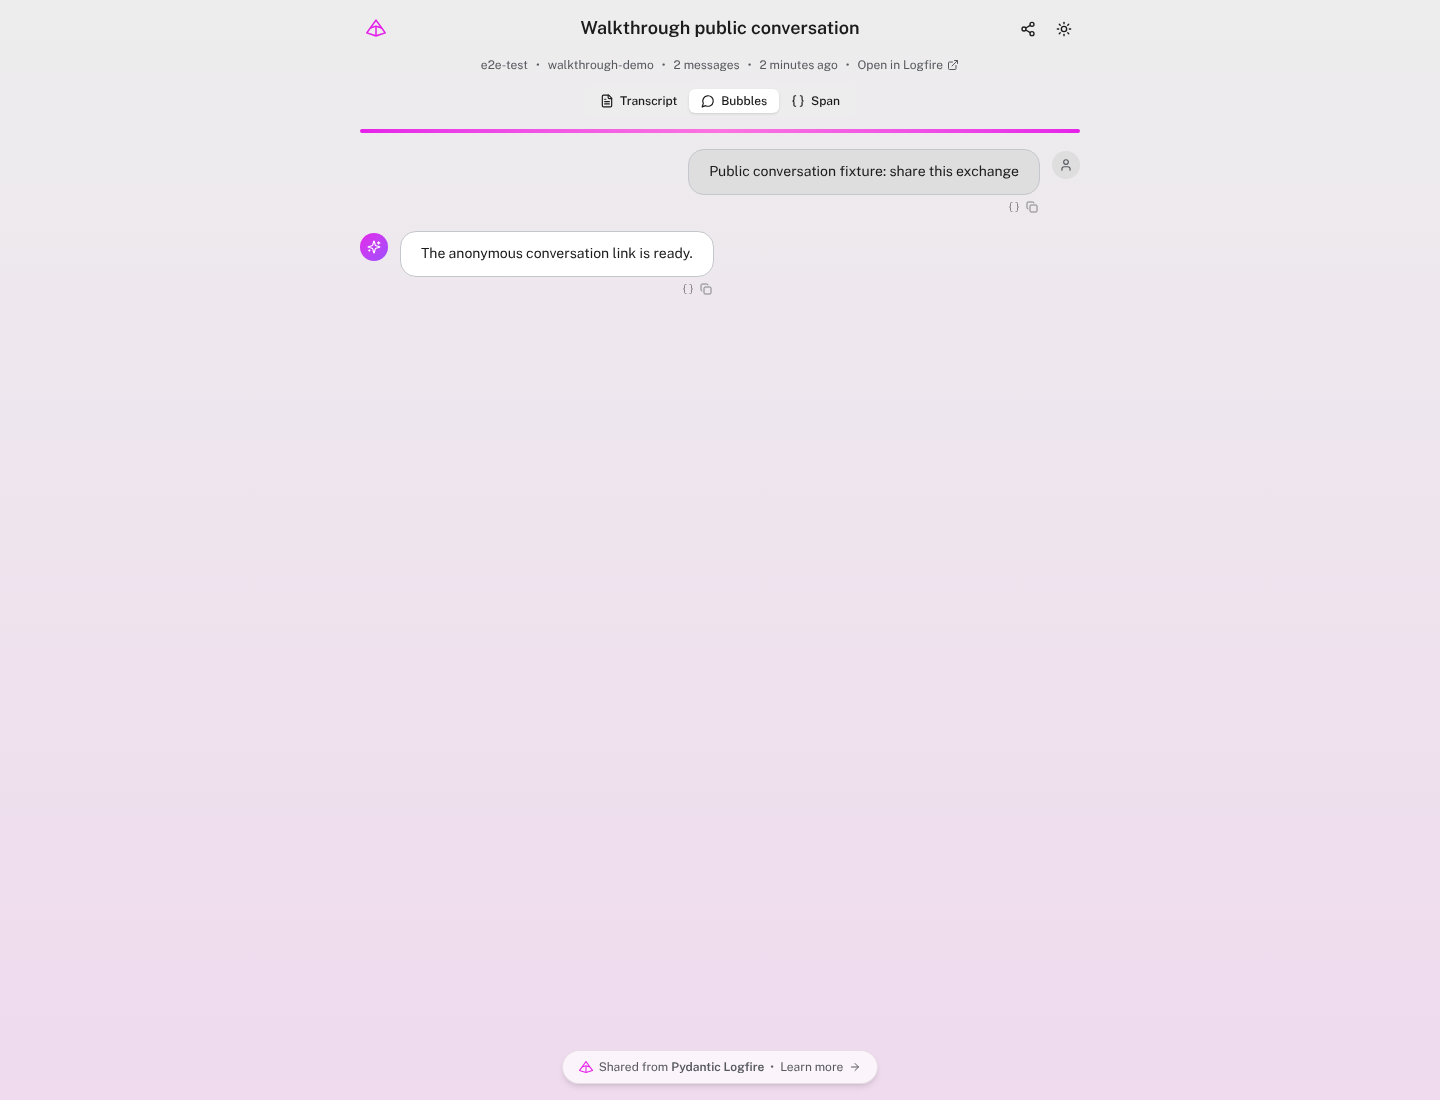 Walkthrough public conversation
e2e-test • walkthrough-demo • 2 messages • 2 minutes ago • Open in Logfire
Transcript Bubbles {} Span
Public conversation fixture: share this exchange
{}
The anonymous conversation link is ready.
{}
Shared from Pydantic Logfire • Learn more →